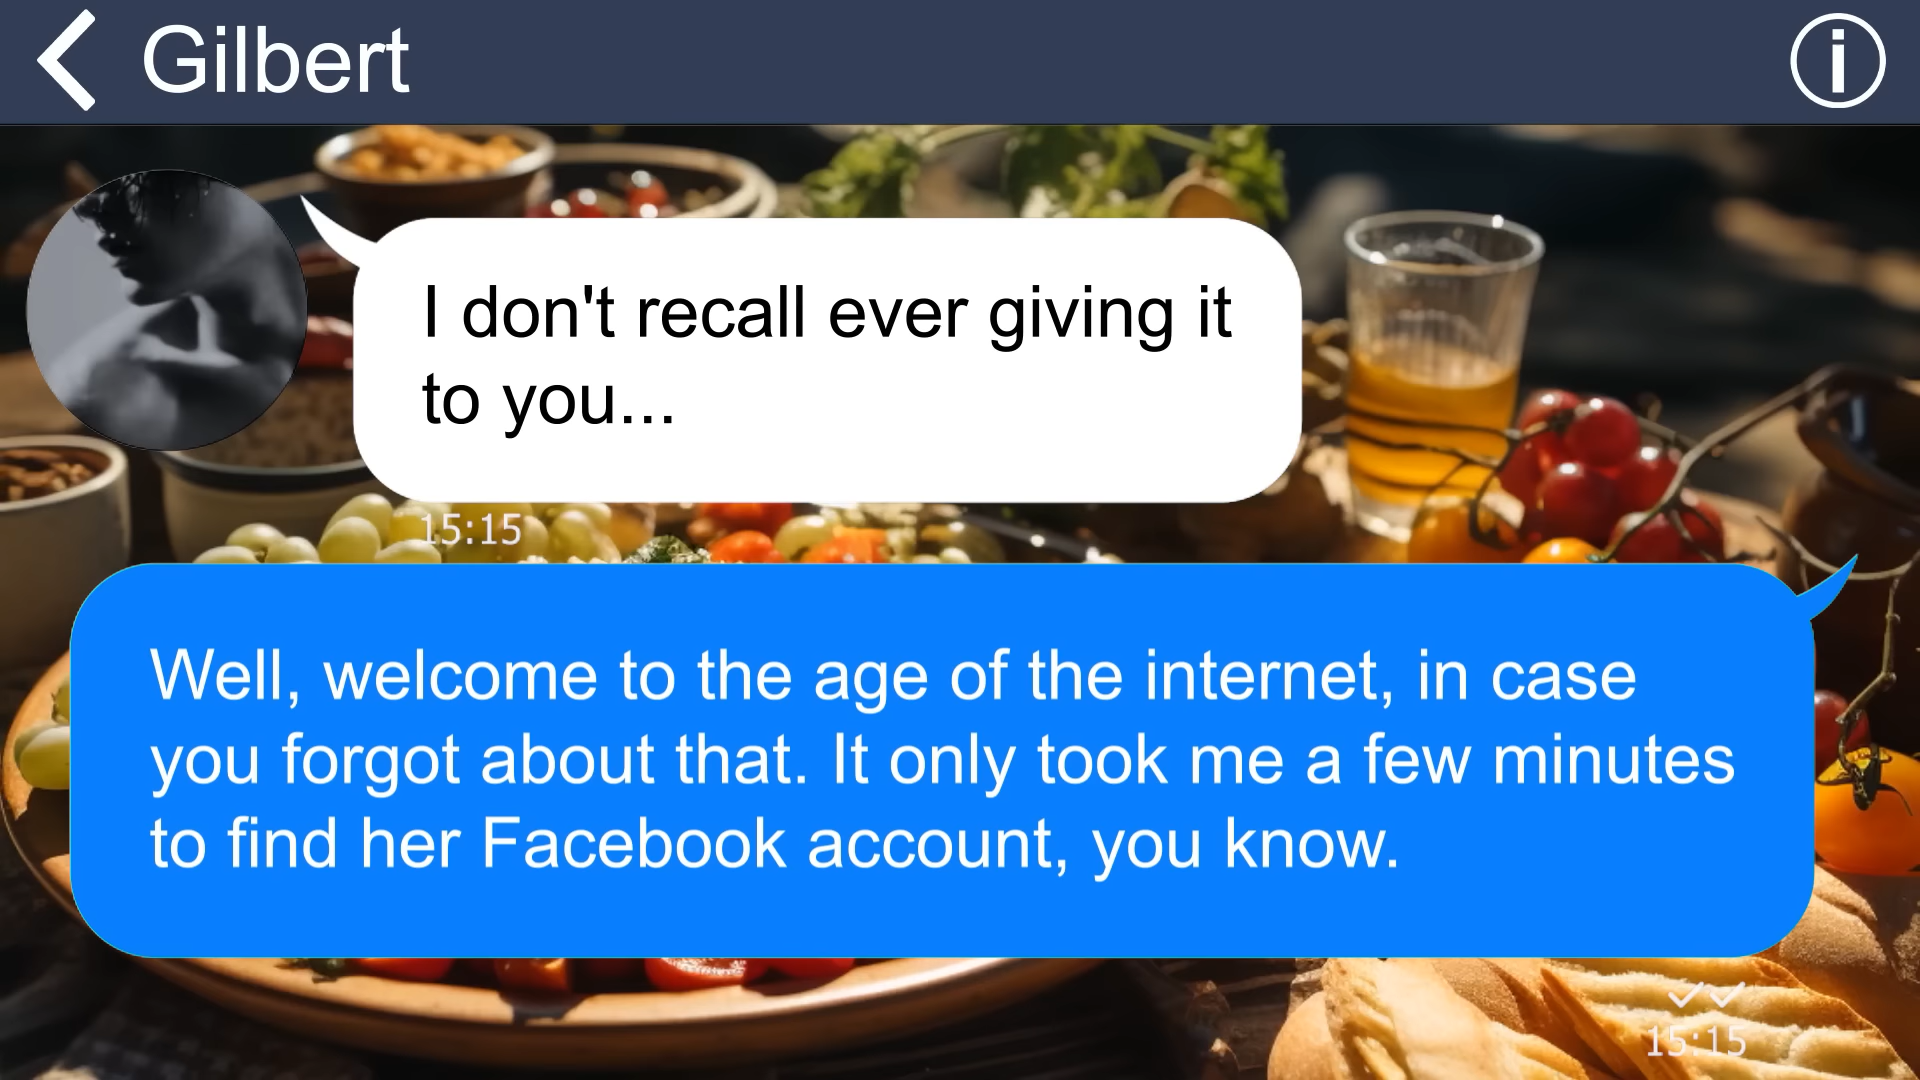 Gilbert
I don't recall ever giving it
to you...
15:15
Well, welcome to the age of the internet, in case
you forgot about that. It only took me a few minutes
to find her Facebook account, you know.
15:15